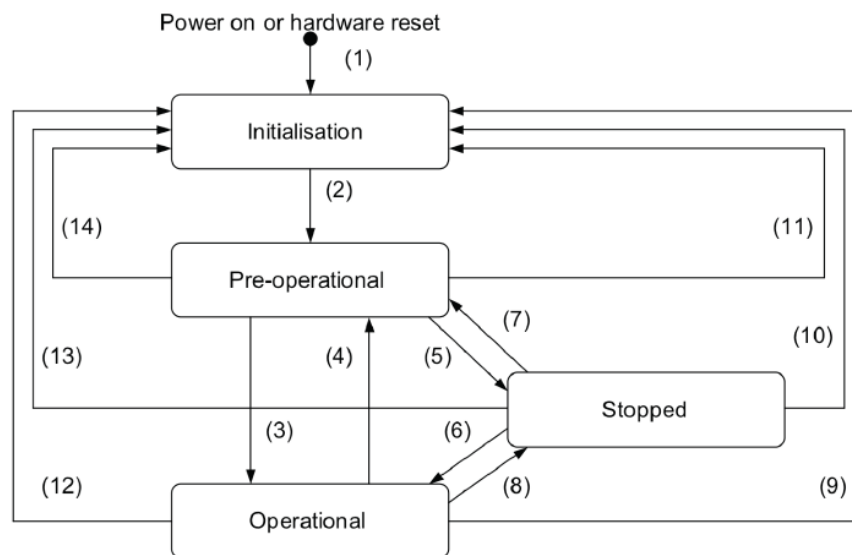 Power on or hardware reset
(1)
Initialisation
(2)
(14)
(11)
Pre-operational
(7)
(13)
(4)
(5)
(10)
Stopped
(3)
(6)
(12)
(8)
(9)
Operational